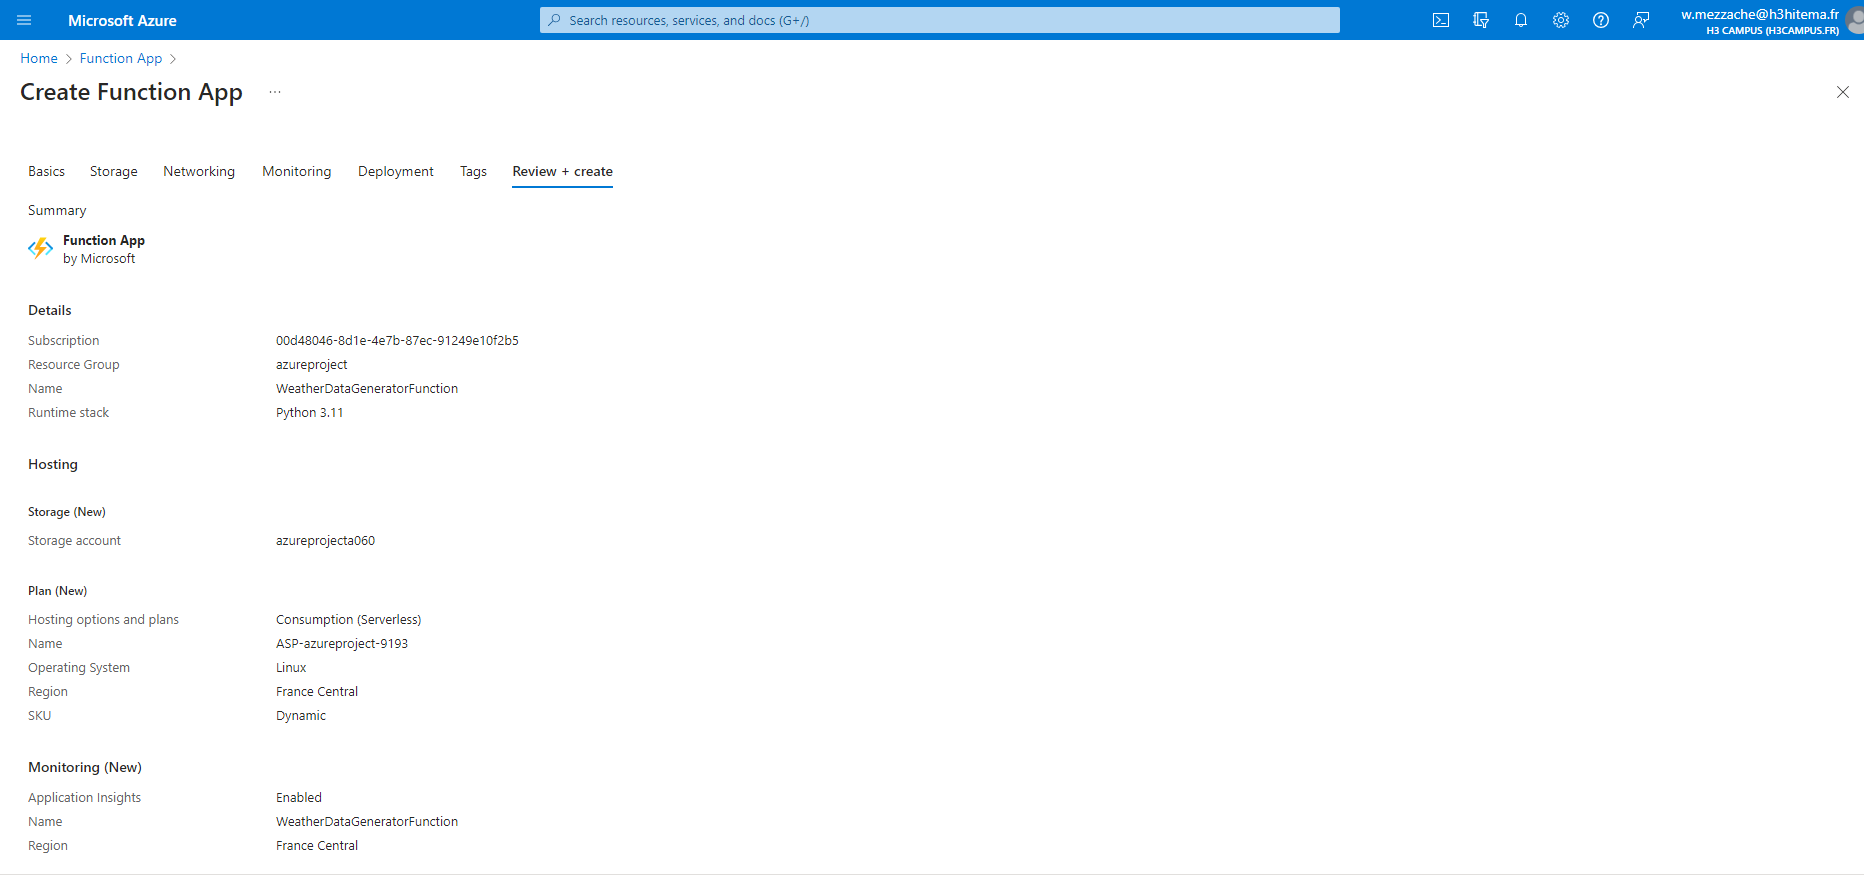 Microsoft Azure
Search resources, services, and docs (G+/)
w.mezzache@h3hitema.fr
H3 CAMPUS (H3CAMPUS.FR)
Home > Function App >
Create Function App ...
Basics Storage Networking Monitoring Deployment Tags Review + create
Summary
Function App
by Microsoft
Details
Subscription 00d48046-8d1e-4e7b-87ec-91249e10f2b5
Resource Group azureproject
Name WeatherDataGeneratorFunction
Runtime stack Python 3.11
Hosting
Storage (New)
Storage account azureprojecta060
Plan (New)
Hosting options and plans Consumption (Serverless)
Name ASP-azureproject-9193
Operating System Linux
Region France Central
SKU Dynamic
Monitoring (New)
Application Insights Enabled
Name WeatherDataGeneratorFunction
Region France Central